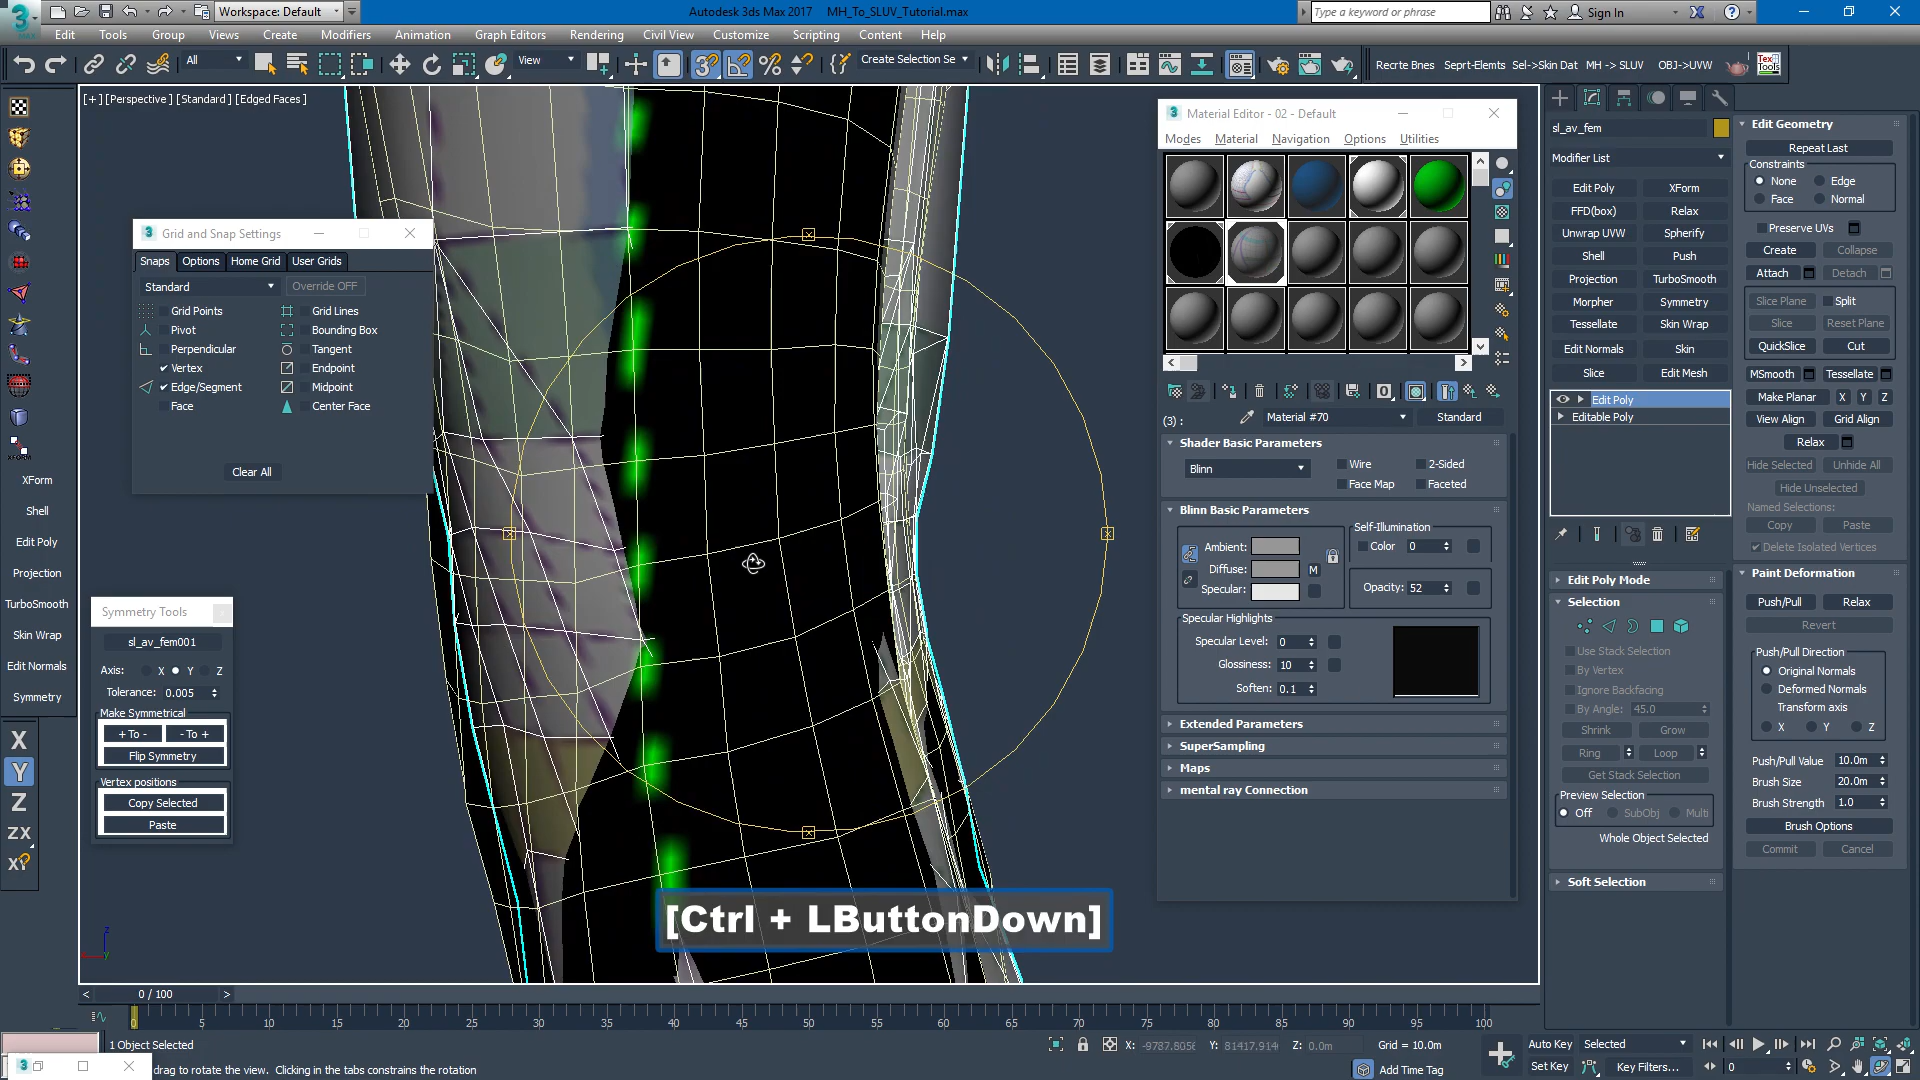 Workspace: Default
Autodesk 3ds Max 2017 MH_To_SLUV_Tutorial.max
Type a keyword or phrase
Sign In
Edit Tools Group Views Create Modifiers Animation Graph Editors Rendering Civil View Customize Scripting Content Help
All
View
Create Selection Se
Recrte Bnes Seprt-Elemts Sel->Skin Dat MH -> SLUV OBJ->UVW
[+] [Perspective] [Standard] [Edged Faces]
Grid and Snap Settings
Snaps Options Home Grid User Grids
Standard
Override OFF
Grid Points Grid Lines
Pivot Bounding Box
Perpendicular Tangent
Vertex Endpoint
Edge/Segment Midpoint
Face Center Face
Clear All
XForm
Shell
Edit Poly
Projection
TurboSmooth
Skin Wrap
Edit Normals
Symmetry
X
Y
Z
ZX
XY
Symmetry Tools
sl_av_fem001
Axis: X Y Z
Tolerance: 0.005
Make Symmetrical
+ To - - To +
Flip Symmetry
Vertex positions
Copy Selected
Paste
[Ctrl + LButtonDown]
Material Editor - 02 - Default
Modes Material Navigation Options Utilities
(3) : Material #70 Standard
Shader Basic Parameters
Blinn
Wire 2-Sided
Face Map Faceted
Blinn Basic Parameters
Self-Illumination
Ambient: Color 0
Diffuse: M
Specular: Opacity: 52
Specular Highlights
Specular Level: 0
Glossiness: 10
Soften: 0.1
Extended Parameters
SuperSampling
Maps
mental ray Connection
sl_av_fem
Modifier List
Edit Poly XForm
FFD(box) Relax
Unwrap UVW Spherify
Shell Push
Projection TurboSmooth
Morpher Symmetry
Tessellate Skin Wrap
Edit Normals Skin
Slice Edit Mesh
Edit Poly
Editable Poly
Edit Poly Mode
Selection
Use Stack Selection
By Vertex
Ignore Backfacing
By Angle: 45.0
Shrink Grow
Ring Loop
Get Stack Selection
Preview Selection
Off SubObj Multi
Whole Object Selected
Soft Selection
Edit Geometry
Repeat Last
Constraints
None Edge
Face Normal
Preserve UVs
Create Collapse
Attach Detach
Slice Plane Split
Slice Reset Plane
QuickSlice Cut
MSmooth Tessellate
Make Planar X Y Z
View Align Grid Align
Relax
Hide Selected Unhide All
Hide Unselected
Named Selections:
Copy Paste
Delete Isolated Vertices
Paint Deformation
Push/Pull Relax
Revert
Push/Pull Direction
Original Normals
Deformed Normals
Transform axis
X Y Z
Push/Pull Value 10.0m
Brush Size 20.0m
Brush Strength 1.0
Brush Options
Commit Cancel
< 0 / 100 >
0 5 10 15 20 25 30 35 40 45 50 55 60 65 70 75 80 85 90 95 100
1 Object Selected
X: -9787.805 Y: 81417.91 Z: 0.0m
Grid = 10.0m
Auto Key Selected
drag to rotate the view. Clicking in the tabs constrains the rotation
Add Time Tag
Set Key Key Filters...
0